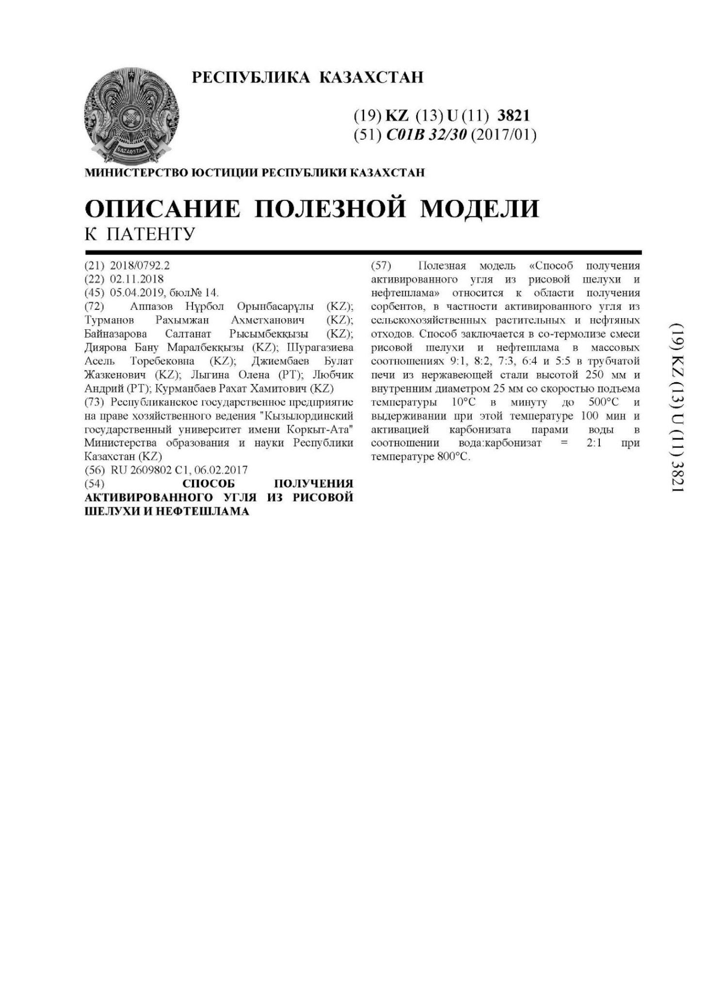 РЕСПУБЛИКА КАЗАХСТАН
(19) KZ (13) U (11) 3821
(51) C01B 32/30 (2017/01)
QAZAQSTAN
МИНИСТЕРСТВО ЮСТИЦИИ РЕСПУБЛИКИ КАЗАХСТАН
ОПИСАНИЕ ПОЛЕЗНОЙ МОДЕЛИ
К ПАТЕНТУ
(21) 2018/0792.2
(22) 02.11.2018
(45) 05.04.2019, бюл№ 14.
(72) Аппазов Нұрбол Орынбасарұлы (KZ);
Турманов Рахымжан Ахметханович (KZ);
Байназарова Салтанат Рысымбекқызы (KZ);
Диярова Бану Маралбекқызы (KZ); Шурагазиева
Асель Торебековна (KZ); Джиембаев Булат
Жазкенович (KZ); Лыгина Олена (PT); Любчик
Андрий (PT); Курманбаев Рахат Хамитович (KZ)
(73) Республиканское государственное предприятие
на праве хозяйственного ведения "Кызылординский
государственный университет имени Коркыт-Ата"
Министерства образования и науки Республики
Казахстан (KZ)
(56) RU 2609802 C1, 06.02.2017
(54) СПОСОБ ПОЛУЧЕНИЯ
АКТИВИРОВАННОГО УГЛЯ ИЗ РИСОВОЙ
ШЕЛУХИ И НЕФТЕШЛАМА
(57) Полезная модель «Способ получения
активированного угля из рисовой шелухи и
нефтешлама» относится к области получения
сорбентов, в частности активированного угля из
сельскохозяйственных растительных и нефтяных
отходов. Способ заключается в со-термолизе смеси
рисовой шелухи и нефтешлама в массовых
соотношениях 9:1, 8:2, 7:3, 6:4 и 5:5 в трубчатой
печи из нержавеющей стали высотой 250 мм и
внутренним диаметром 25 мм со скоростью подъема
температуры 10°С в минуту до 500°С и
выдерживании при этой температуре 100 мин и
активацией карбонизата парами воды в
соотношении вода:карбонизат = 2:1 при
температуре 800°С.
(19) KZ (13) U (11) 3821